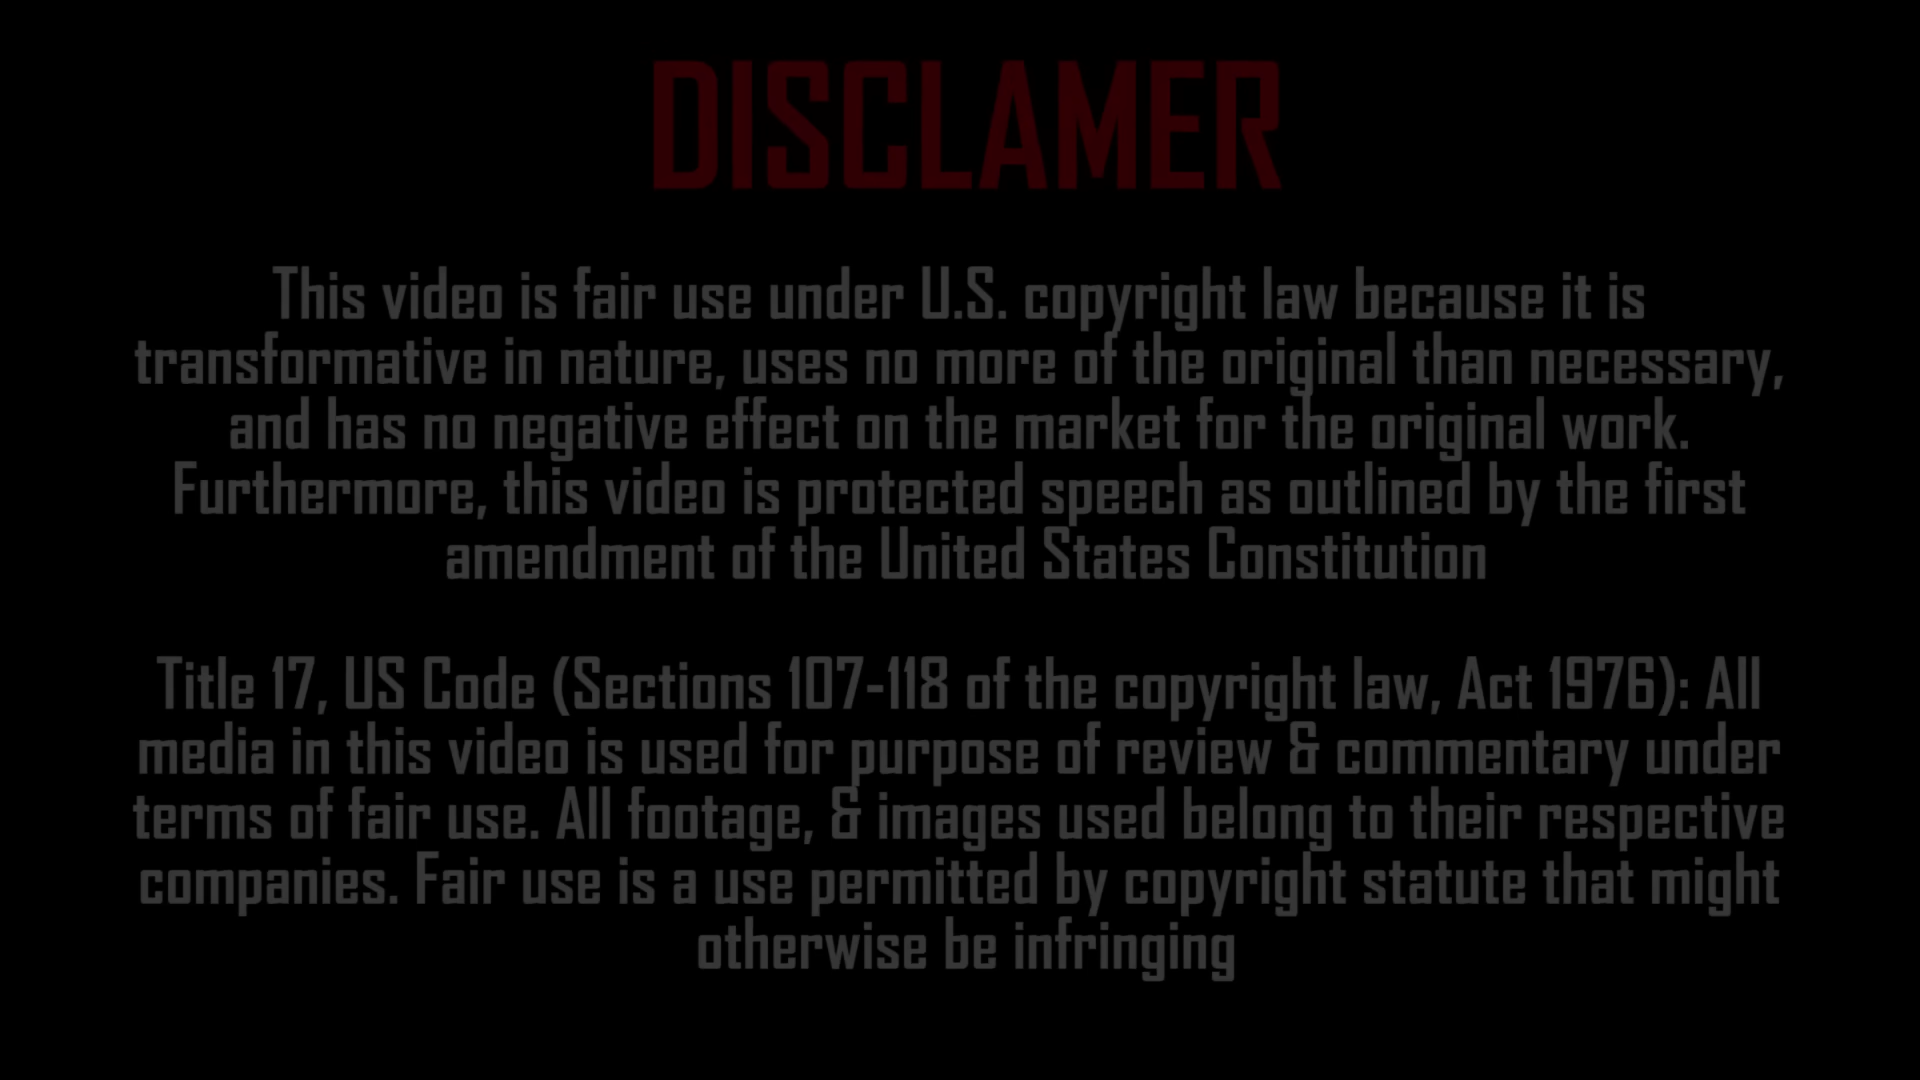 DISCLAMER
This video is fair use under U.S. copyright law because it is
transformative in nature, uses no more of the original than necessary,
and has no negative effect on the market for the original work.
Furthermore, this video is protected speech as outlined by the first
amendment of the United States Constitution
Title 17, US Code (Sections 107-118 of the copyright law, Act 1976): All
media in this video is used for purpose of review & commentary under
terms of fair use. All footage, & images used belong to their respective
companies. Fair use is a use permitted by copyright statute that might
otherwise be infringing